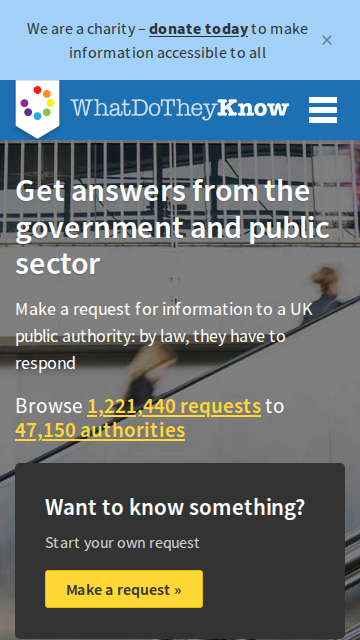 We are a charity – donate today to make
information accessible to all
×
WhatDoTheyKnow
Get answers from the
government and public
sector
Make a request for information to a UK
public authority: by law, they have to
respond
Browse 1,221,440 requests to
47,150 authorities
Want to know something?
Start your own request
Make a request »